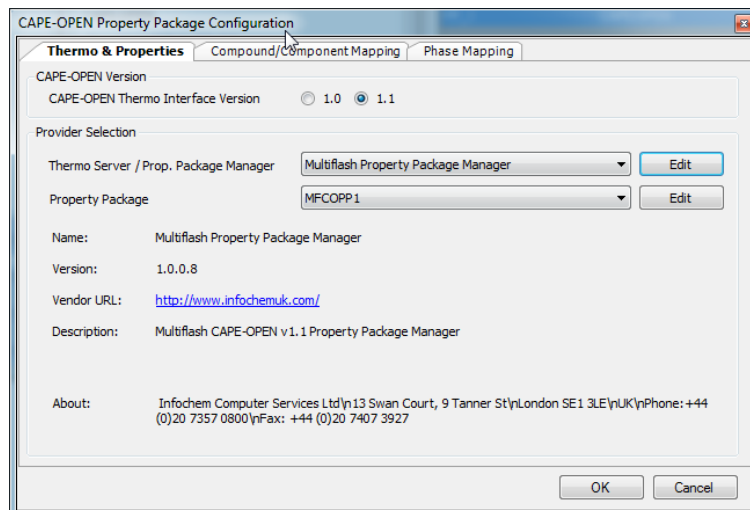 CAPE-OPEN Property Package Configuration
Thermo & Properties Compound/Component Mapping Phase Mapping
CAPE-OPEN Version
CAPE-OPEN Thermo Interface Version 1.0 1.1
Provider Selection
Thermo Server / Prop. Package Manager Multiflash Property Package Manager Edit
Property Package MFCOPP1 Edit
Name: Multiflash Property Package Manager
Version: 1.0.0.8
Vendor URL: http://www.infochemuk.com/
Description: Multiflash CAPE-OPEN v1.1 Property Package Manager
About: Infochem Computer Services Ltd\n13 Swan Court, 9 Tanner St\nLondon SE1 3LE\nUK\nPhone: +44
(0)20 7357 0800\nFax: +44 (0)20 7407 3927
OK Cancel